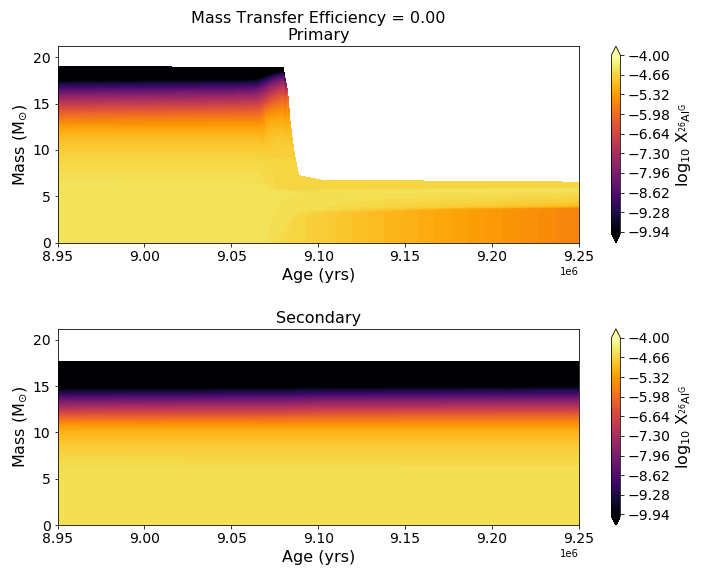 Mass Transfer Efficiency = 0.00
Primary
20
15
10
5
0
Mass (M⊙)
8.95 9.00 9.05 9.10 9.15 9.20 9.25
1e6
Age (yrs)
−4.00
−4.66
−5.32
−5.98
−6.64
−7.30
−7.96
−8.62
−9.28
−9.94
log₁₀ X²⁶Alᴳ
Secondary
20
15
10
5
0
Mass (M⊙)
8.95 9.00 9.05 9.10 9.15 9.20 9.25
1e6
Age (yrs)
−4.00
−4.66
−5.32
−5.98
−6.64
−7.30
−7.96
−8.62
−9.28
−9.94
log₁₀ X²⁶Alᴳ